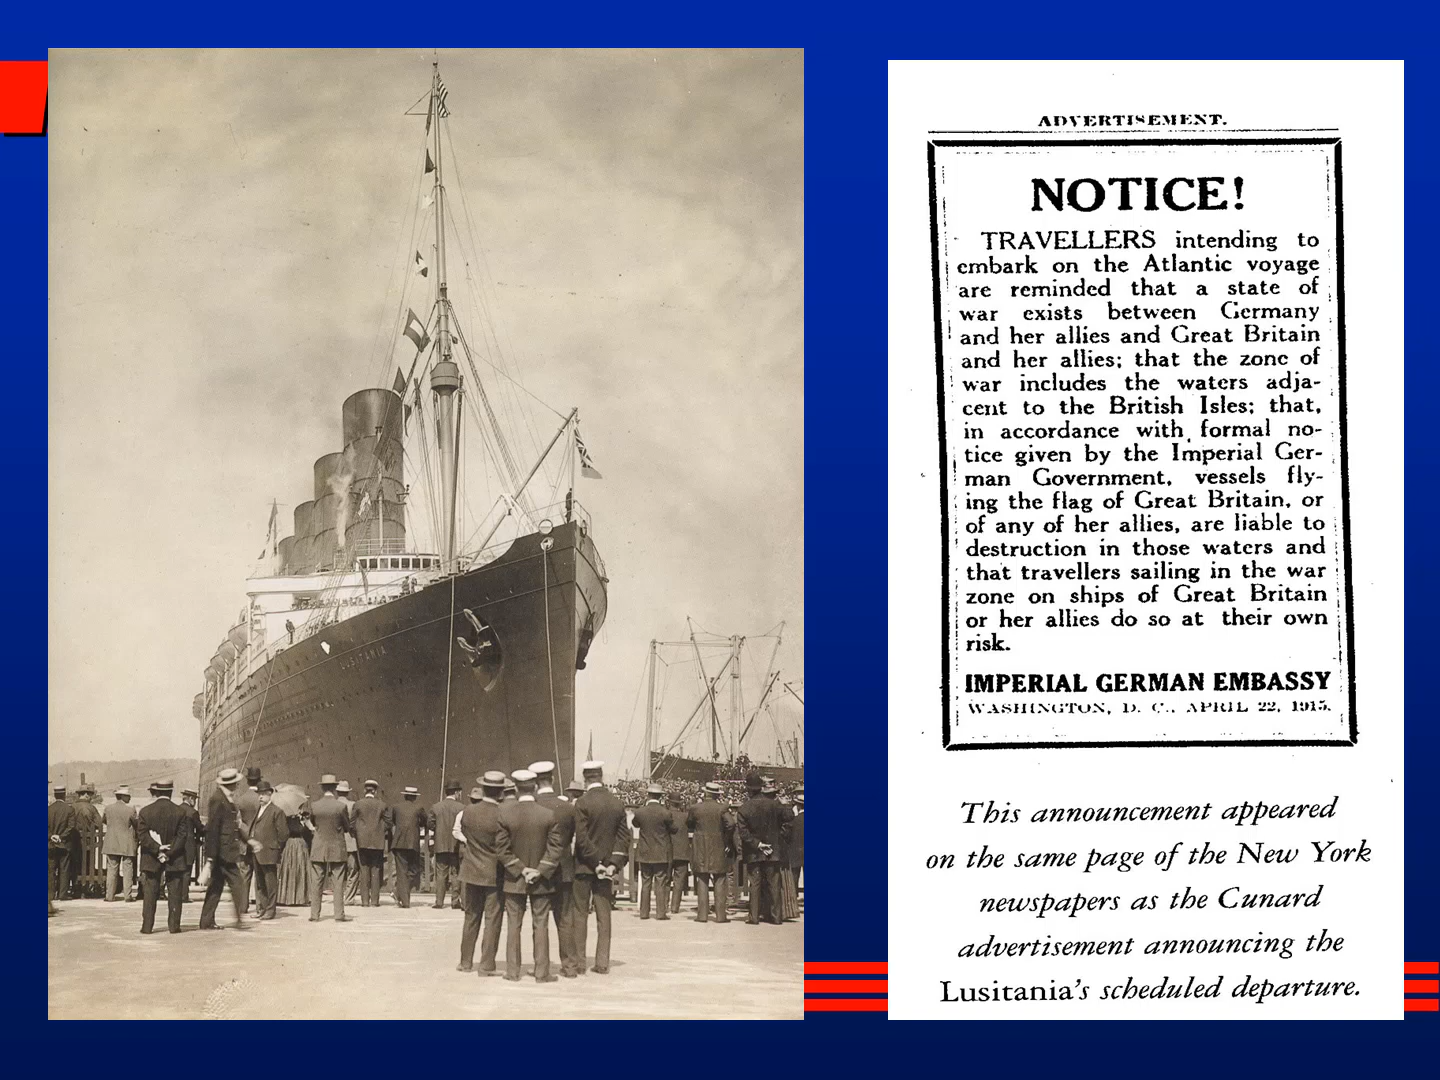 LUSITANIA
ADVERTISEMENT.
NOTICE!
TRAVELLERS intending to
embark on the Atlantic voyage
are reminded that a state of
war exists between Germany
and her allies and Great Britain
and her allies; that the zone of
war includes the waters adja-
cent to the British Isles; that,
in accordance with formal no-
tice given by the Imperial Ger-
man Government, vessels fly-
ing the flag of Great Britain, or
of any of her allies, are liable to
destruction in those waters and
that travellers sailing in the war
zone on ships of Great Britain
or her allies do so at their own
risk.
IMPERIAL GERMAN EMBASSY
WASHINGTON, D. C., APRIL 22, 1915.
This announcement appeared
on the same page of the New York
newspapers as the Cunard
advertisement announcing the
Lusitania's scheduled departure.